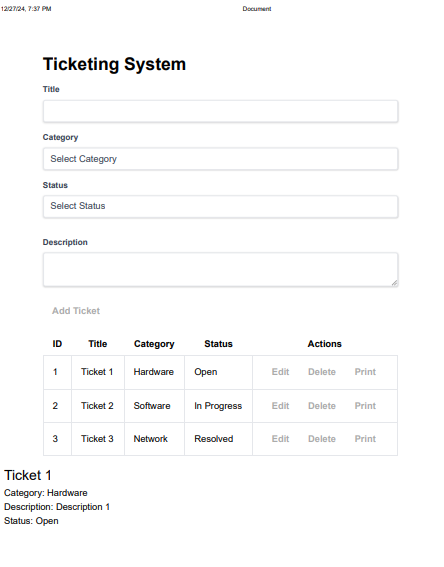 12/27/24, 7:37 PM Document
Ticketing System
Title
Category
Select Category
Status
Select Status
Description
Add Ticket
ID Title Category Status Actions
1 Ticket 1 Hardware Open Edit Delete Print
2 Ticket 2 Software In Progress Edit Delete Print
3 Ticket 3 Network Resolved Edit Delete Print
Ticket 1
Category: Hardware
Description: Description 1
Status: Open